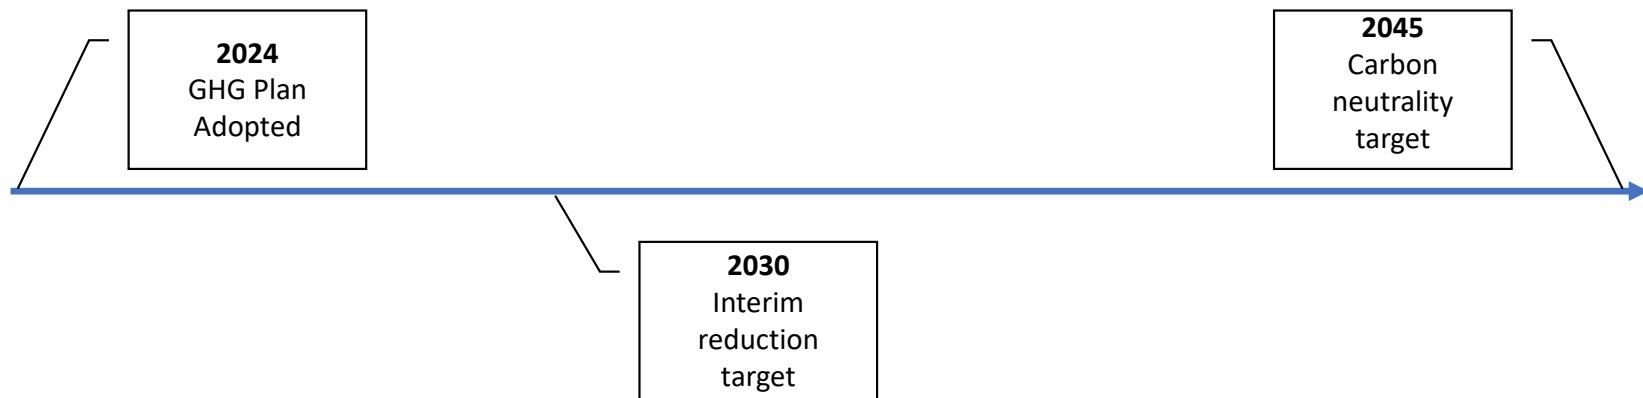 2024
GHG Plan
Adopted
2045
Carbon
neutrality
target
2030
Interim
reduction
target